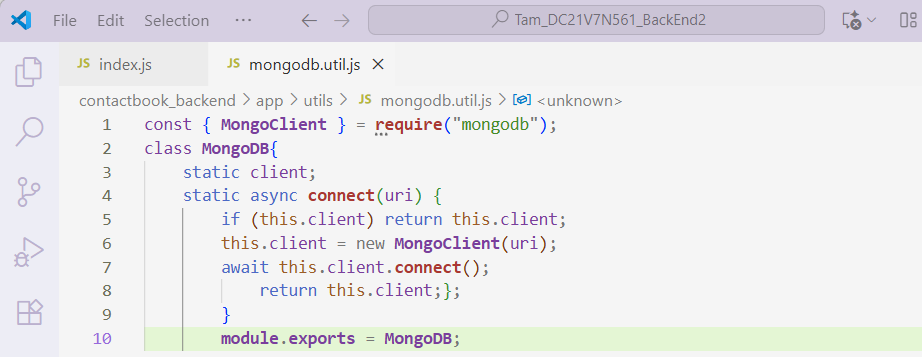 File Edit Selection ... Tam_DC21V7N561_BackEnd2
JS index.js JS mongodb.util.js
contactbook_backend > app > utils > JS mongodb.util.js > <unknown>
1 const { MongoClient } = require("mongodb");
2 class MongoDB{
3 static client;
4 static async connect(uri) {
5 if (this.client) return this.client;
6 this.client = new MongoClient(uri);
7 await this.client.connect();
8 return this.client;};
9 }
10 module.exports = MongoDB;